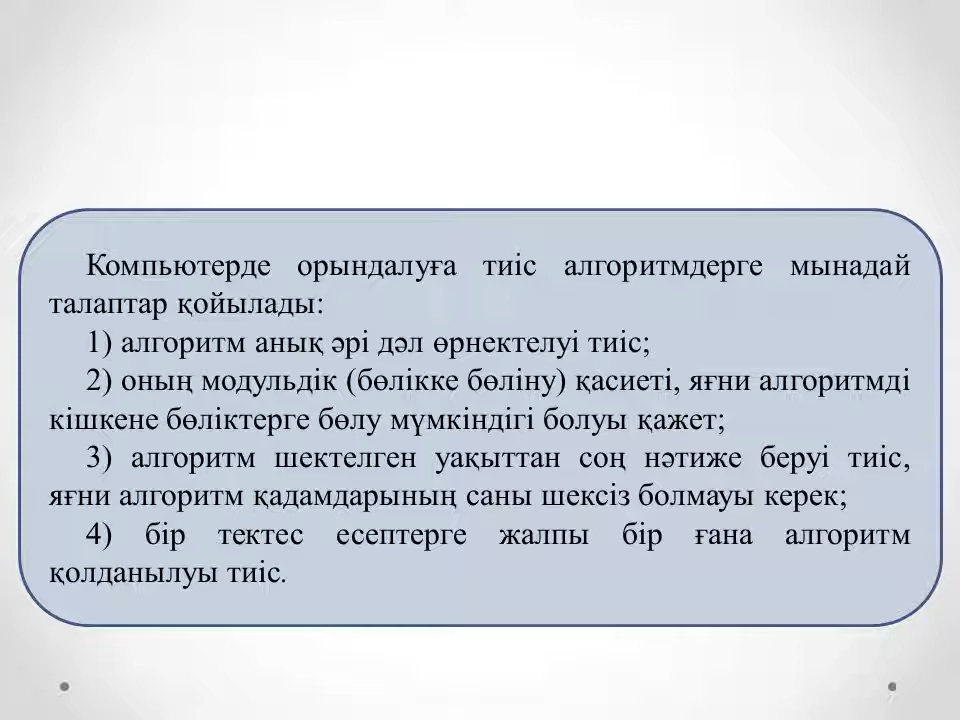 Компьютерде орындалуға тиіс алгоритмдерге мынадай
талаптар қойылады:
1) алгоритм анық әрі дәл өрнектелуі тиіс;
2) оның модульдік (бөлікке бөліну) қасиеті, яғни алгоритмді
кішкене бөліктерге бөлу мүмкіндігі болуы қажет;
3) алгоритм шектелген уақыттан соң нәтиже беруі тиіс,
яғни алгоритм қадамдарының саны шексіз болмауы керек;
4) бір тектес есептерге жалпы бір ғана алгоритм
қолданылуы тиіс.